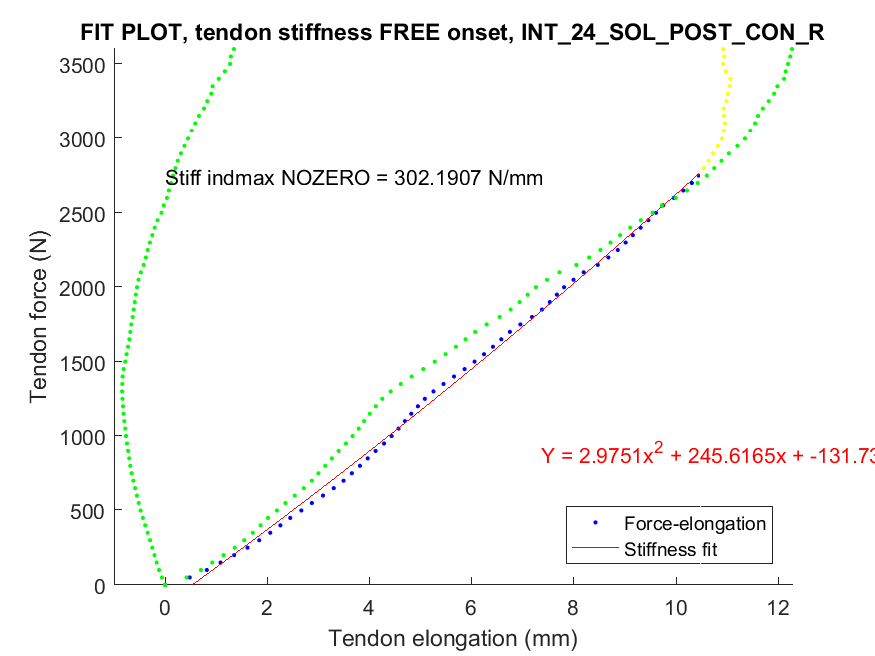 FIT PLOT, tendon stiffness FREE onset, INT_24_SOL_POST_CON_R
3500
3000
Stiff indmax NOZERO = 302.1907 N/mm
2500
2000
Tendon force (N)
1500
1000
Y = 2.9751x² + 245.6165x + -131.73
500
Force-elongation
Stiffness fit
0
0 2 4 6 8 10 12
Tendon elongation (mm)